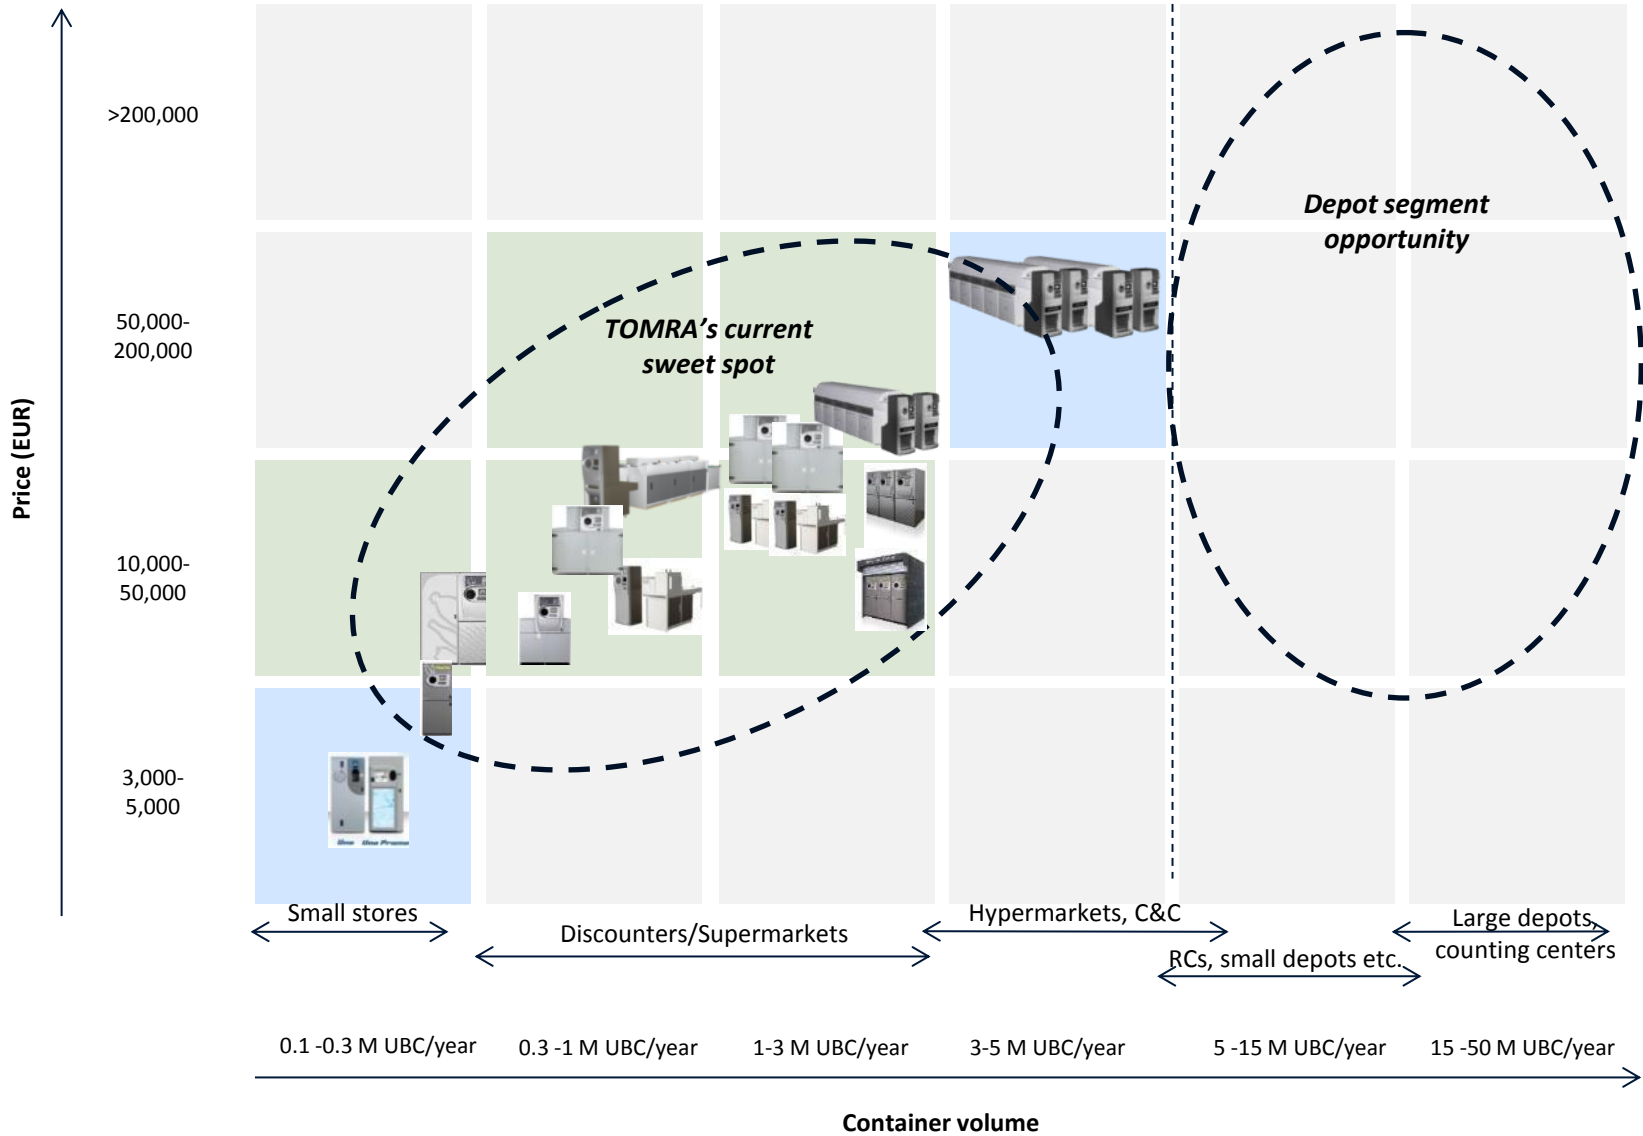 >200,000
Depot segment
opportunity
50,000-
200,000
TOMRA’s current
sweet spot
Price (EUR)
10,000-
50,000
3,000-
5,000
Uno Uno Promo
Small stores
Discounters/Supermarkets
Hypermarkets, C&C
RCs, small depots etc.
Large depots,
counting centers
0.1 -0.3 M UBC/year
0.3 -1 M UBC/year
1-3 M UBC/year
3-5 M UBC/year
5 -15 M UBC/year
15 -50 M UBC/year
Container volume